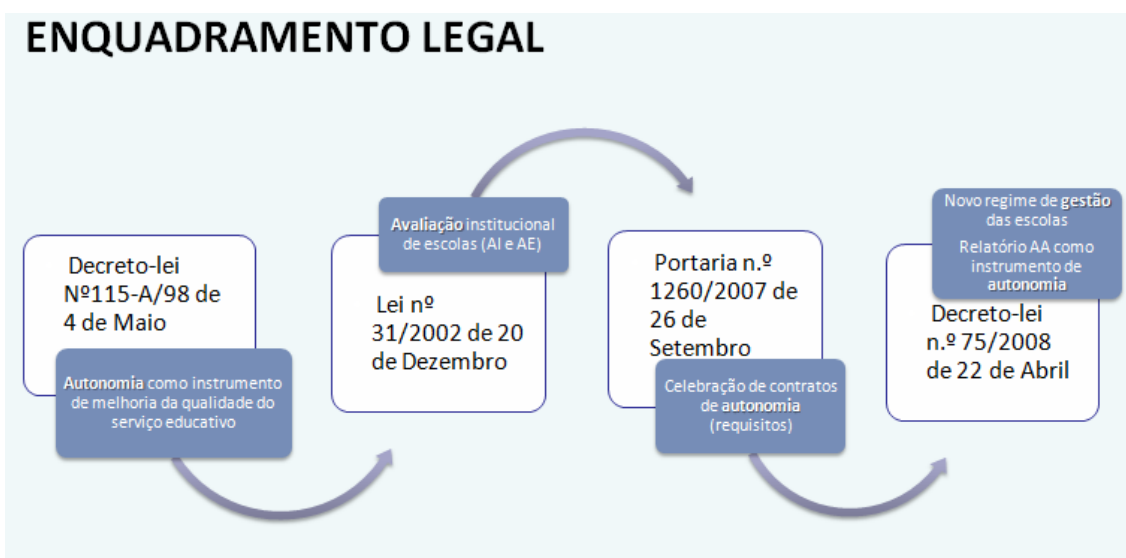 ENQUADRAMENTO LEGAL
Decreto-lei
Nº115-A/98 de
4 de Maio
Autonomia como instrumento
de melhoria da qualidade do
serviço educativo
Avaliação institucional
de escolas (AI e AE)
Lei nº
31/2002 de 20
de Dezembro
Portaria n.º
1260/2007 de
26 de
Setembro
Celebração de contratos
de autonomia
(requisitos)
Novo regime de gestão
das escolas
Relatório AA como
instrumento de
autonomia
Decreto-lei
n.º 75/2008
de 22 de Abril